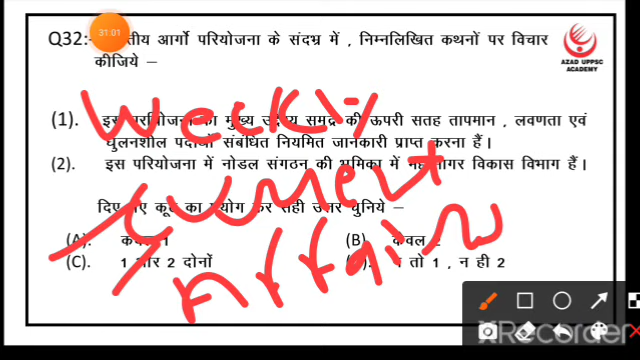 Q32:-
31:01
तीय आर्गो परियोजना के संदभ्र में , निम्नलिखित कथनों पर विचार
कीजिये –
AZAD UPPSC
ACADEMY
(1). इस परियोजना का मुख्य उद्देश्य समुद्र की ऊपरी सतह तापमान , लवणता एवं
घुलनशील पदार्थो संबंधित नियमित जानकारी प्राप्त करना हैं।
(2). इस परियोजना में नोडल संगठन की भूमिका में महासागर विकास विभाग हैं।
दिए गए कूट का प्रयोग कर सही उत्तर चुनिये –
(A). केवल 1 (B). केवल 2
(C). 1 और 2 दोनों (D). न तो 1 , न ही 2
Weekly
Current
Affairs
XRecorder